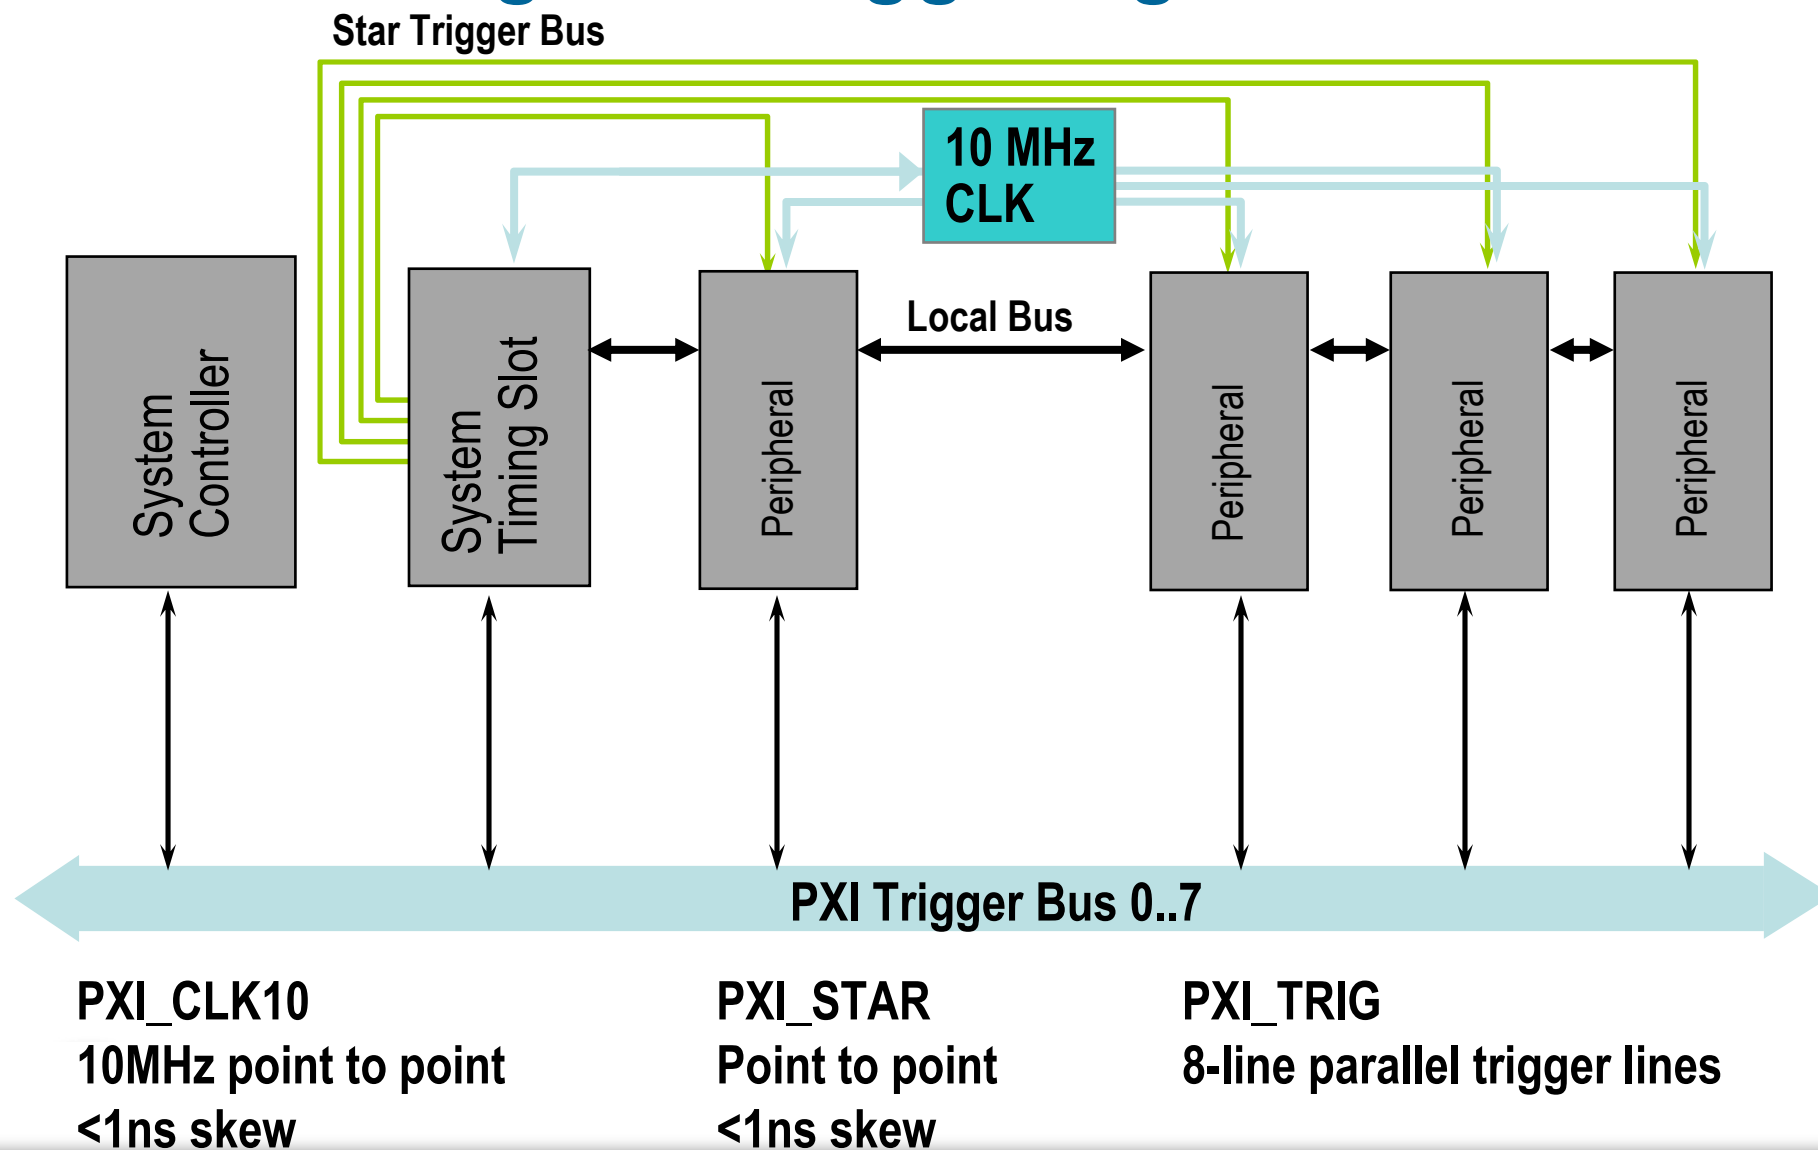 Star Trigger Bus
10 MHz
CLK
Local Bus
System
Controller
System
Timing Slot
Peripheral
Peripheral
Peripheral
Peripheral
PXI Trigger Bus 0..7
PXI_CLK10
10MHz point to point
<1ns skew
PXI_STAR
Point to point
<1ns skew
PXI_TRIG
8-line parallel trigger lines